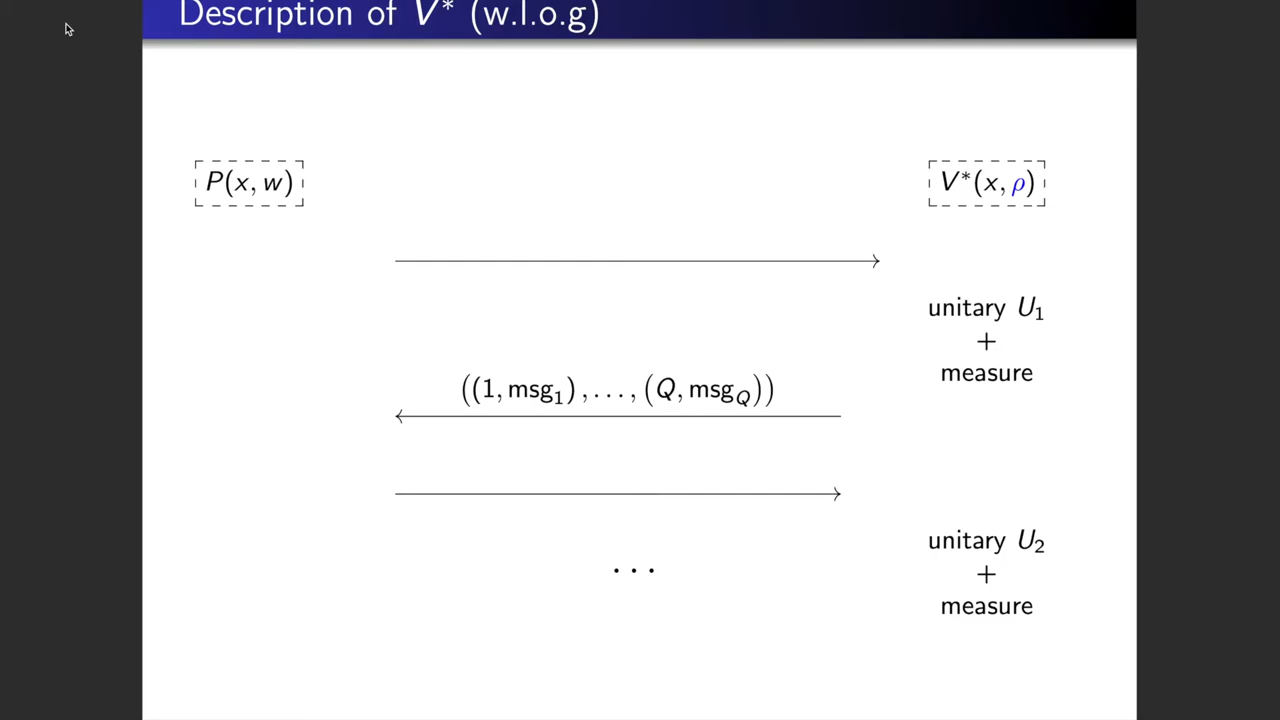 Description of V* (w.l.o.g)
P(x, w)
V*(x, ρ)
unitary U₁
+
measure
((1, msg₁), . . . , (Q, msg_Q))
unitary U₂
+
measure
. . .